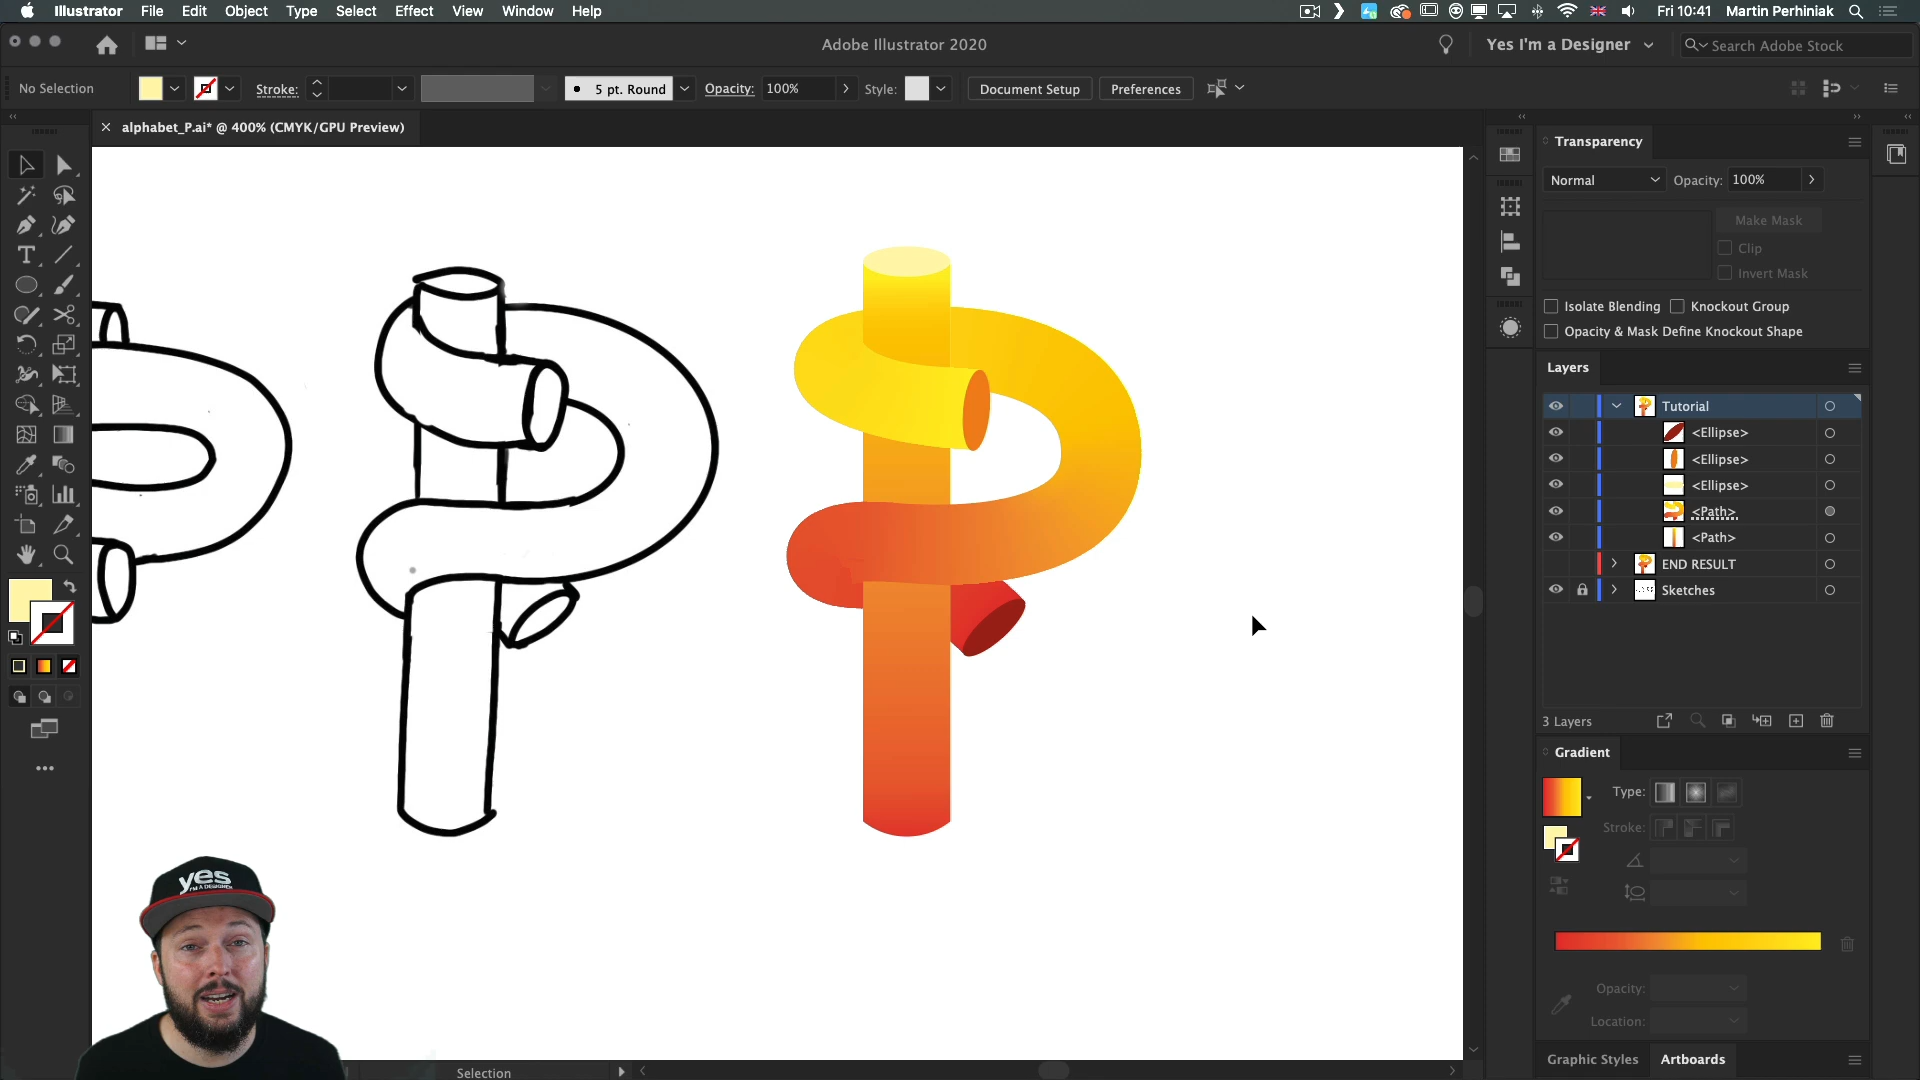 Illustrator File Edit Object Type Select Effect View Window Help
Fri 10:41 Martin Perhiniak
Adobe Illustrator 2020
Yes I'm a Designer
Search Adobe Stock
No Selection
Stroke:
5 pt. Round
Opacity: 100%
Style:
Document Setup
Preferences
alphabet_P.ai* @ 400% (CMYK/GPU Preview)
Transparency
Normal
Opacity: 100%
Make Mask
Clip
Invert Mask
Isolate Blending
Knockout Group
Opacity & Mask Define Knockout Shape
Layers
Tutorial
<Ellipse>
<Ellipse>
<Ellipse>
<Path>
<Path>
END RESULT
Sketches
3 Layers
Gradient
Type:
Stroke:
Opacity:
Location:
Graphic Styles
Artboards
yes
I'M A DESIGNER
Selection